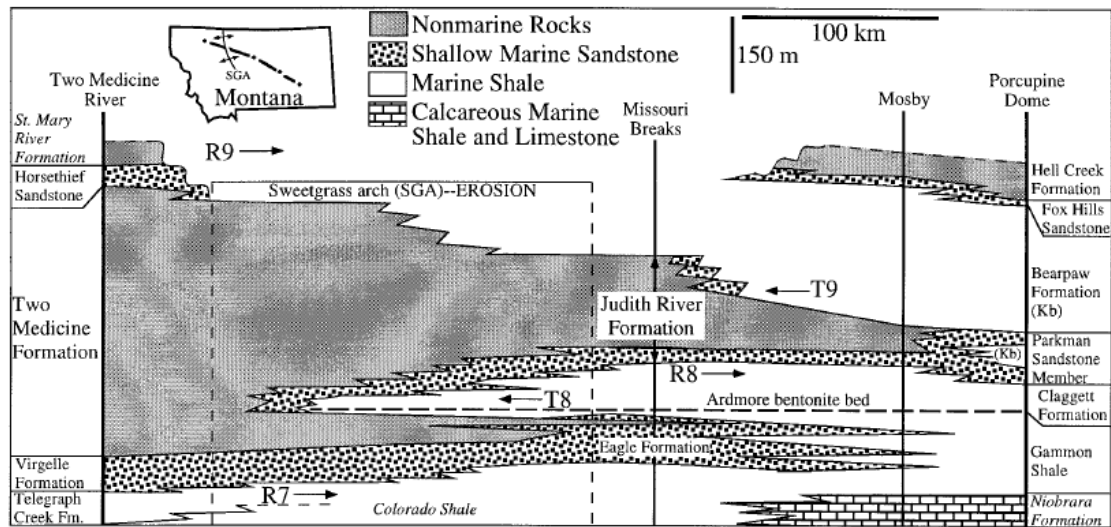 Nonmarine Rocks
Shallow Marine Sandstone
Marine Shale
Calcareous Marine
Shale and Limestone
100 km
150 m
SGA
Montana
Two Medicine
River
Missouri
Breaks
Mosby
Porcupine
Dome
St. Mary
River
Formation
Horsethief
Sandstone
Two
Medicine
Formation
Virgelle
Formation
Telegraph
Creek Fm.
R9
Sweetgrass arch (SGA)--EROSION
T9
Judith River
Formation
R8
T8
Ardmore bentonite bed
Eagle Formation
R7
Colorado Shale
Hell Creek
Formation
Fox Hills
Sandstone
Bearpaw
Formation
(Kb)
Parkman
(Kb)
Sandstone
Member
Claggett
Formation
Gammon
Shale
Niobrara
Formation